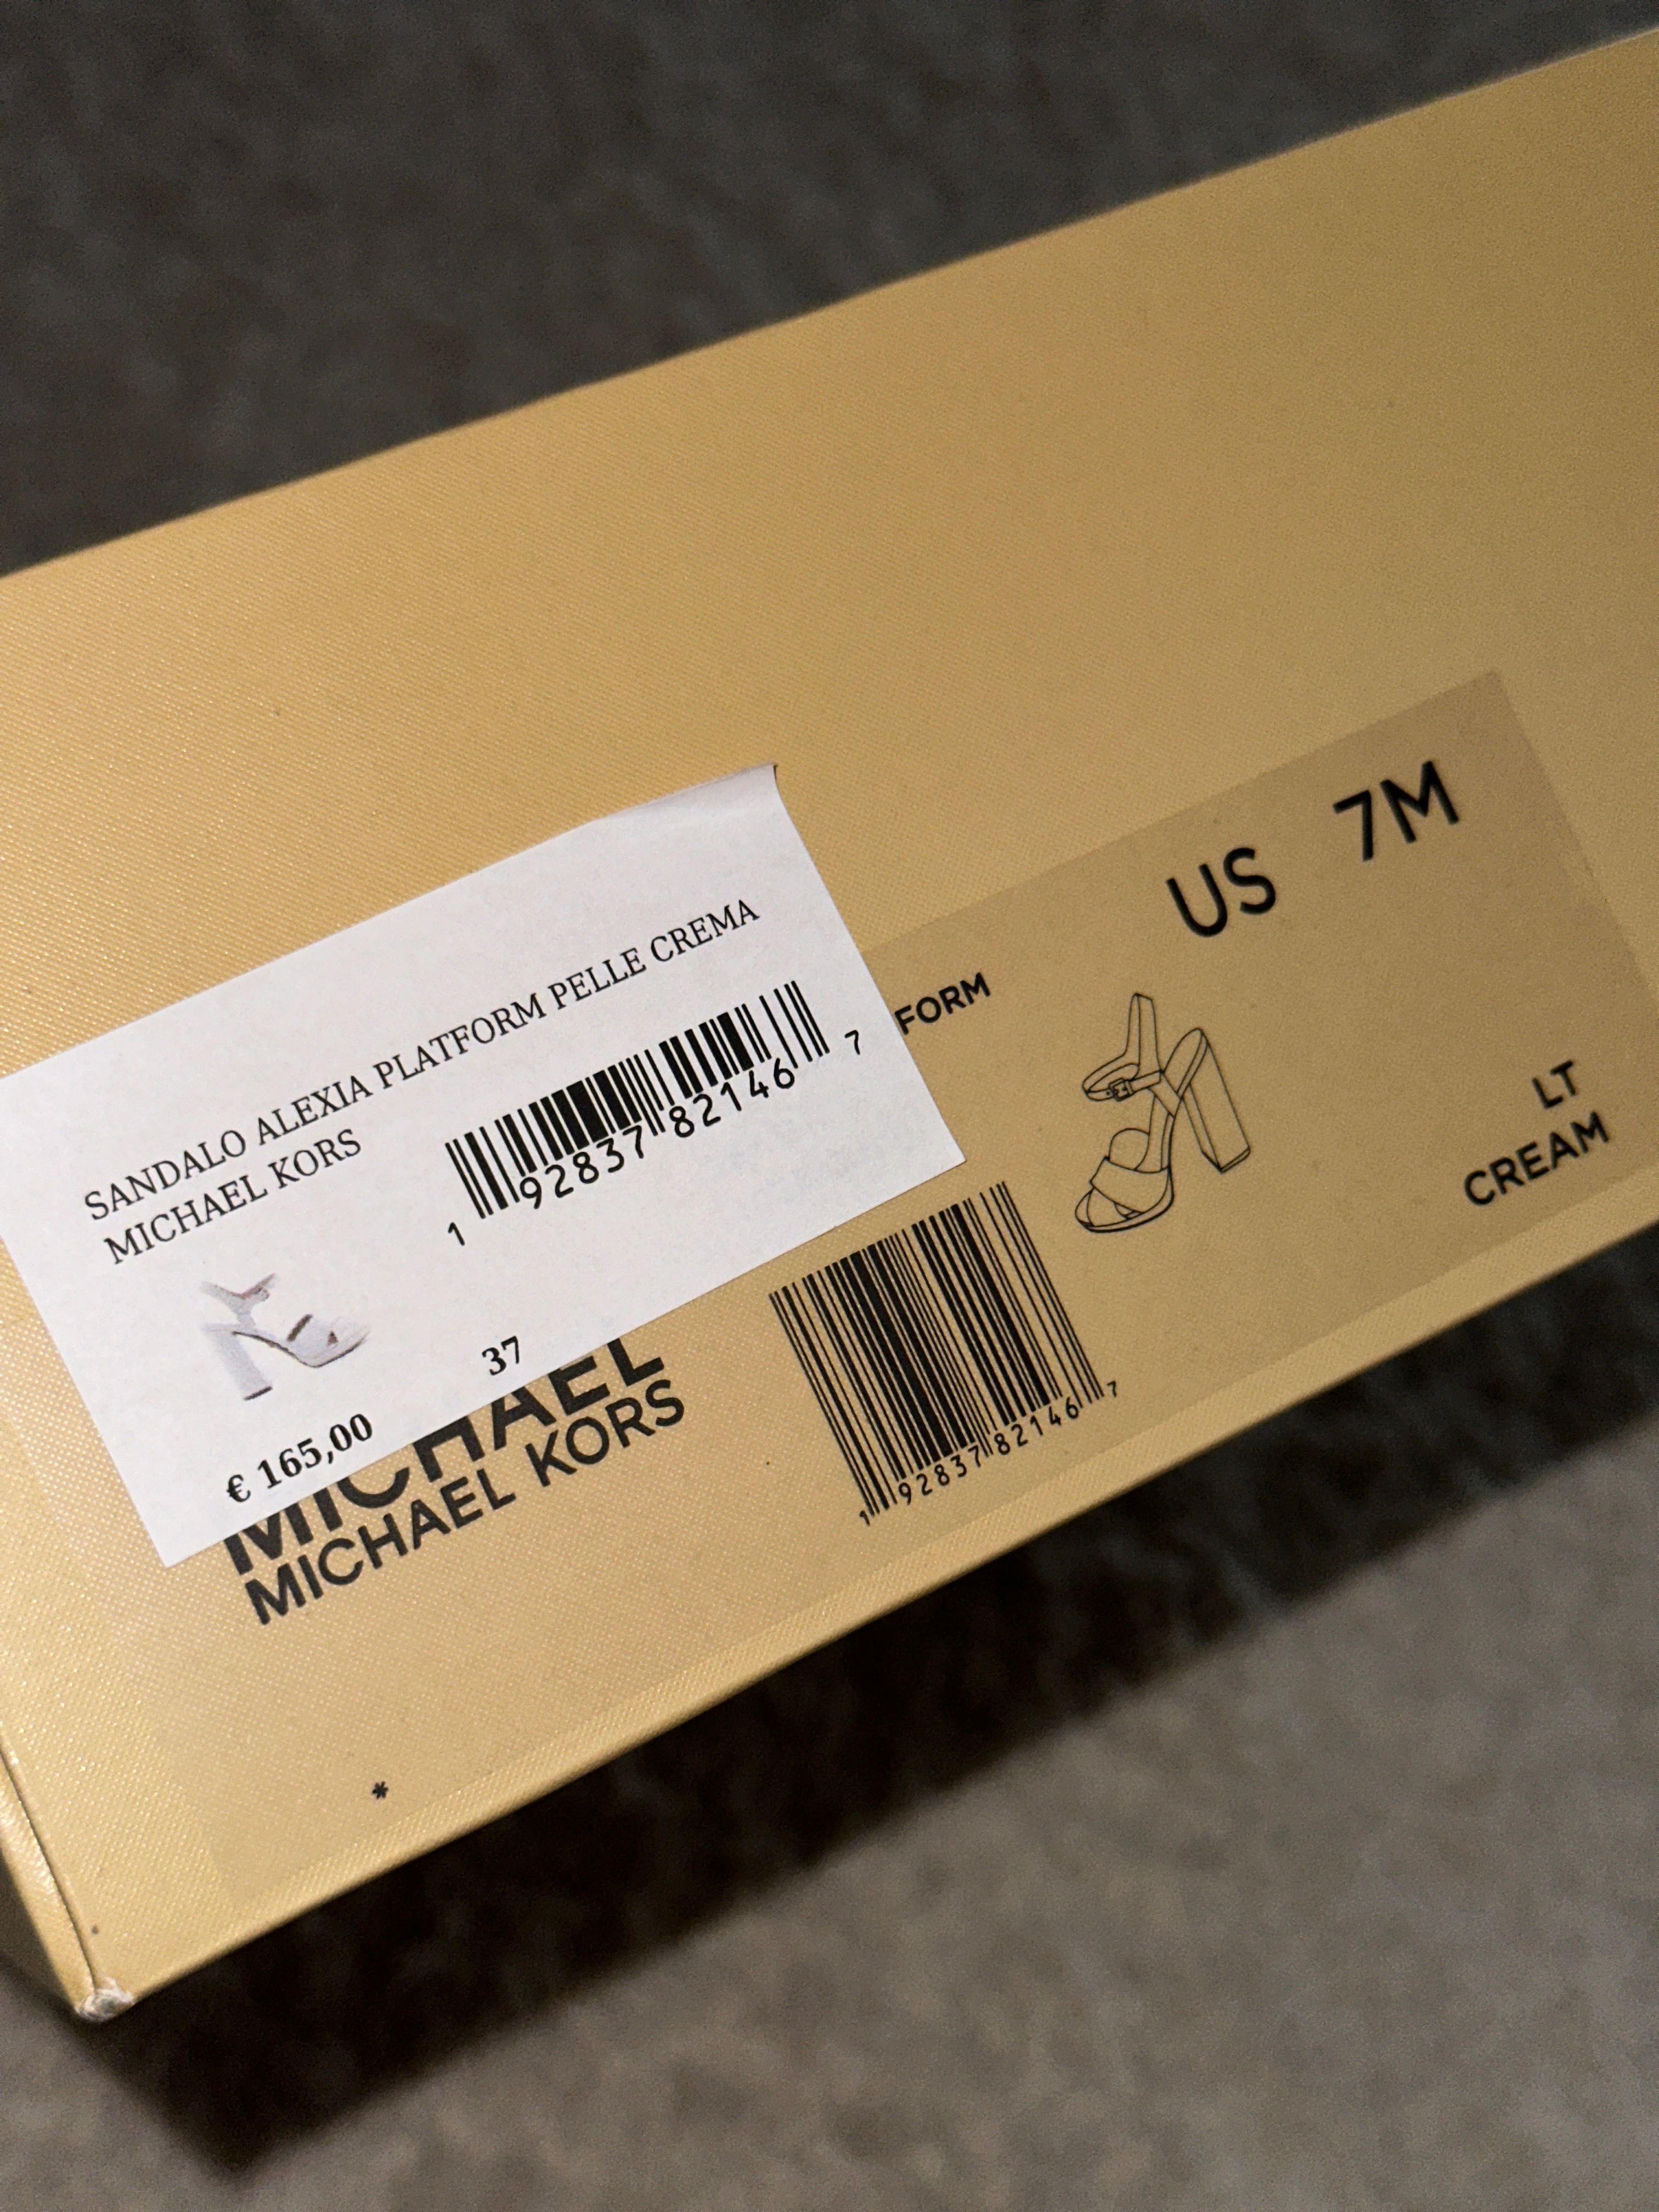 SANDALO ALEXIA PLATFORM PELLE CREMA
MICHAEL KORS
1 92837 82146 7
37
€ 165,00
FORM
US 7M
LT
CREAM
1 92837 82146 7
MICHAEL
MICHAEL KORS
*